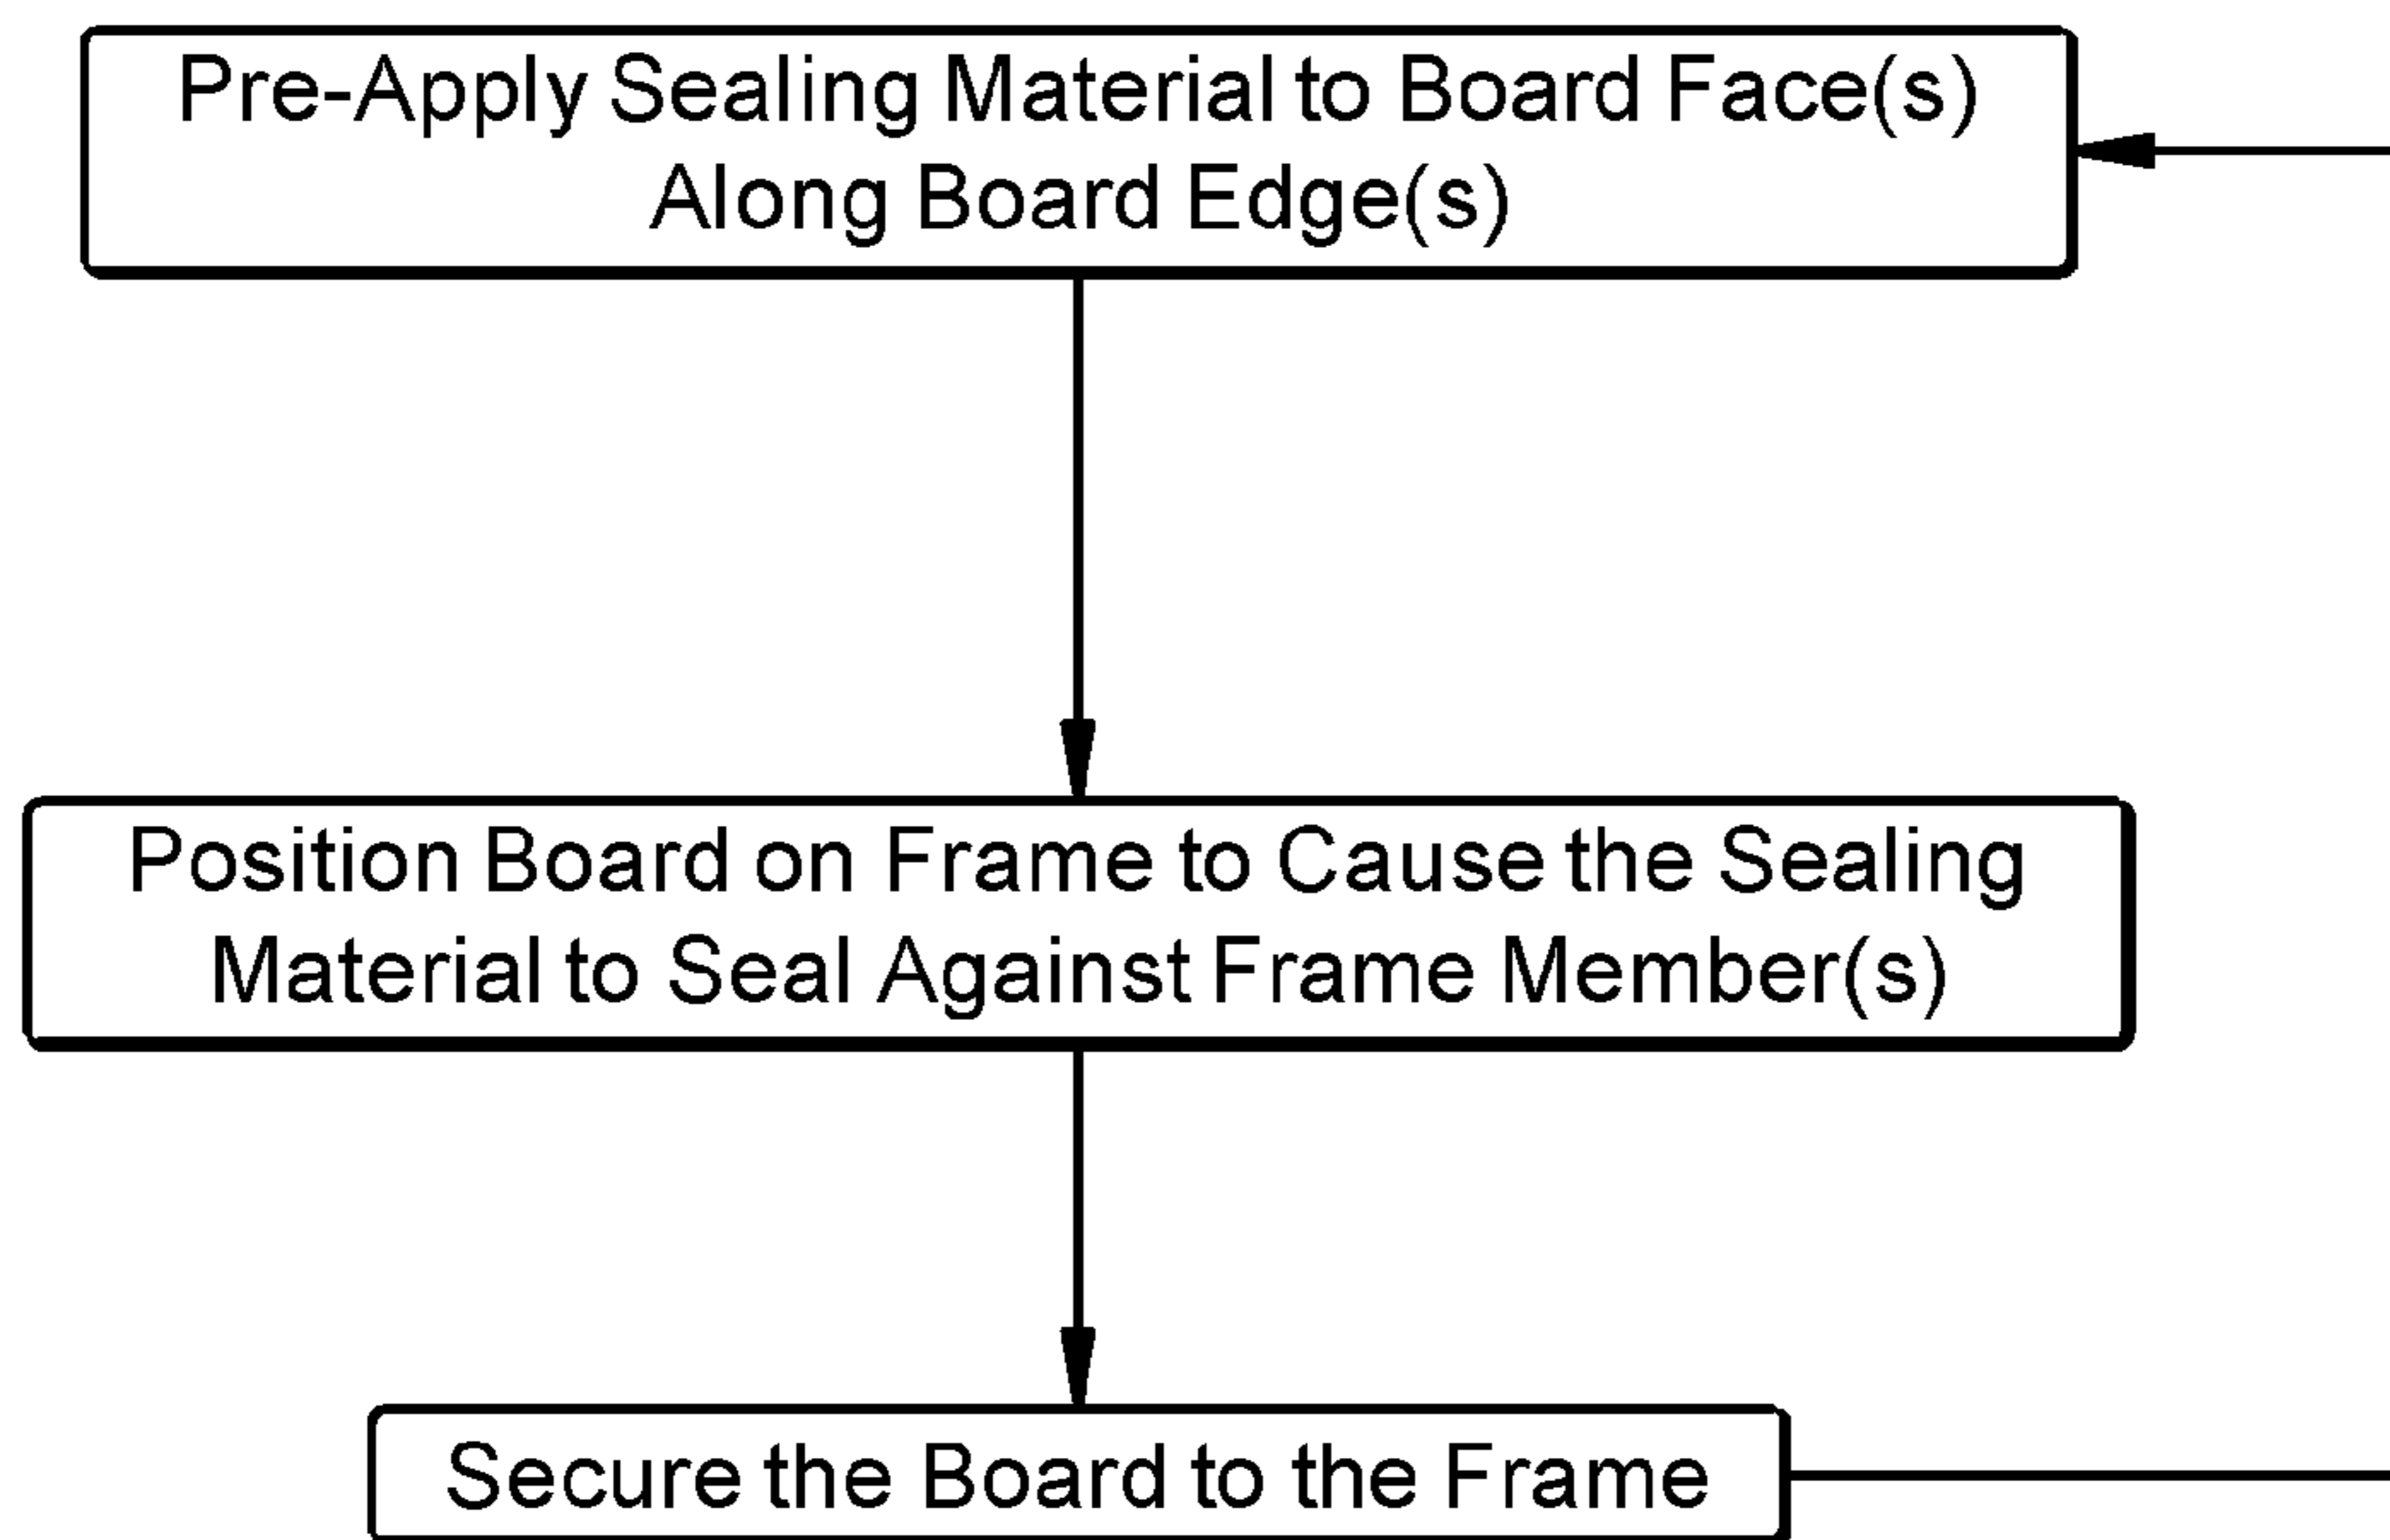 Pre-Apply Sealing Material to Board Face(s)
Along Board Edge(s)
Position Board on Frame to Cause the Sealing
Material to Seal Against Frame Member(s)
Secure the Board to the Frame